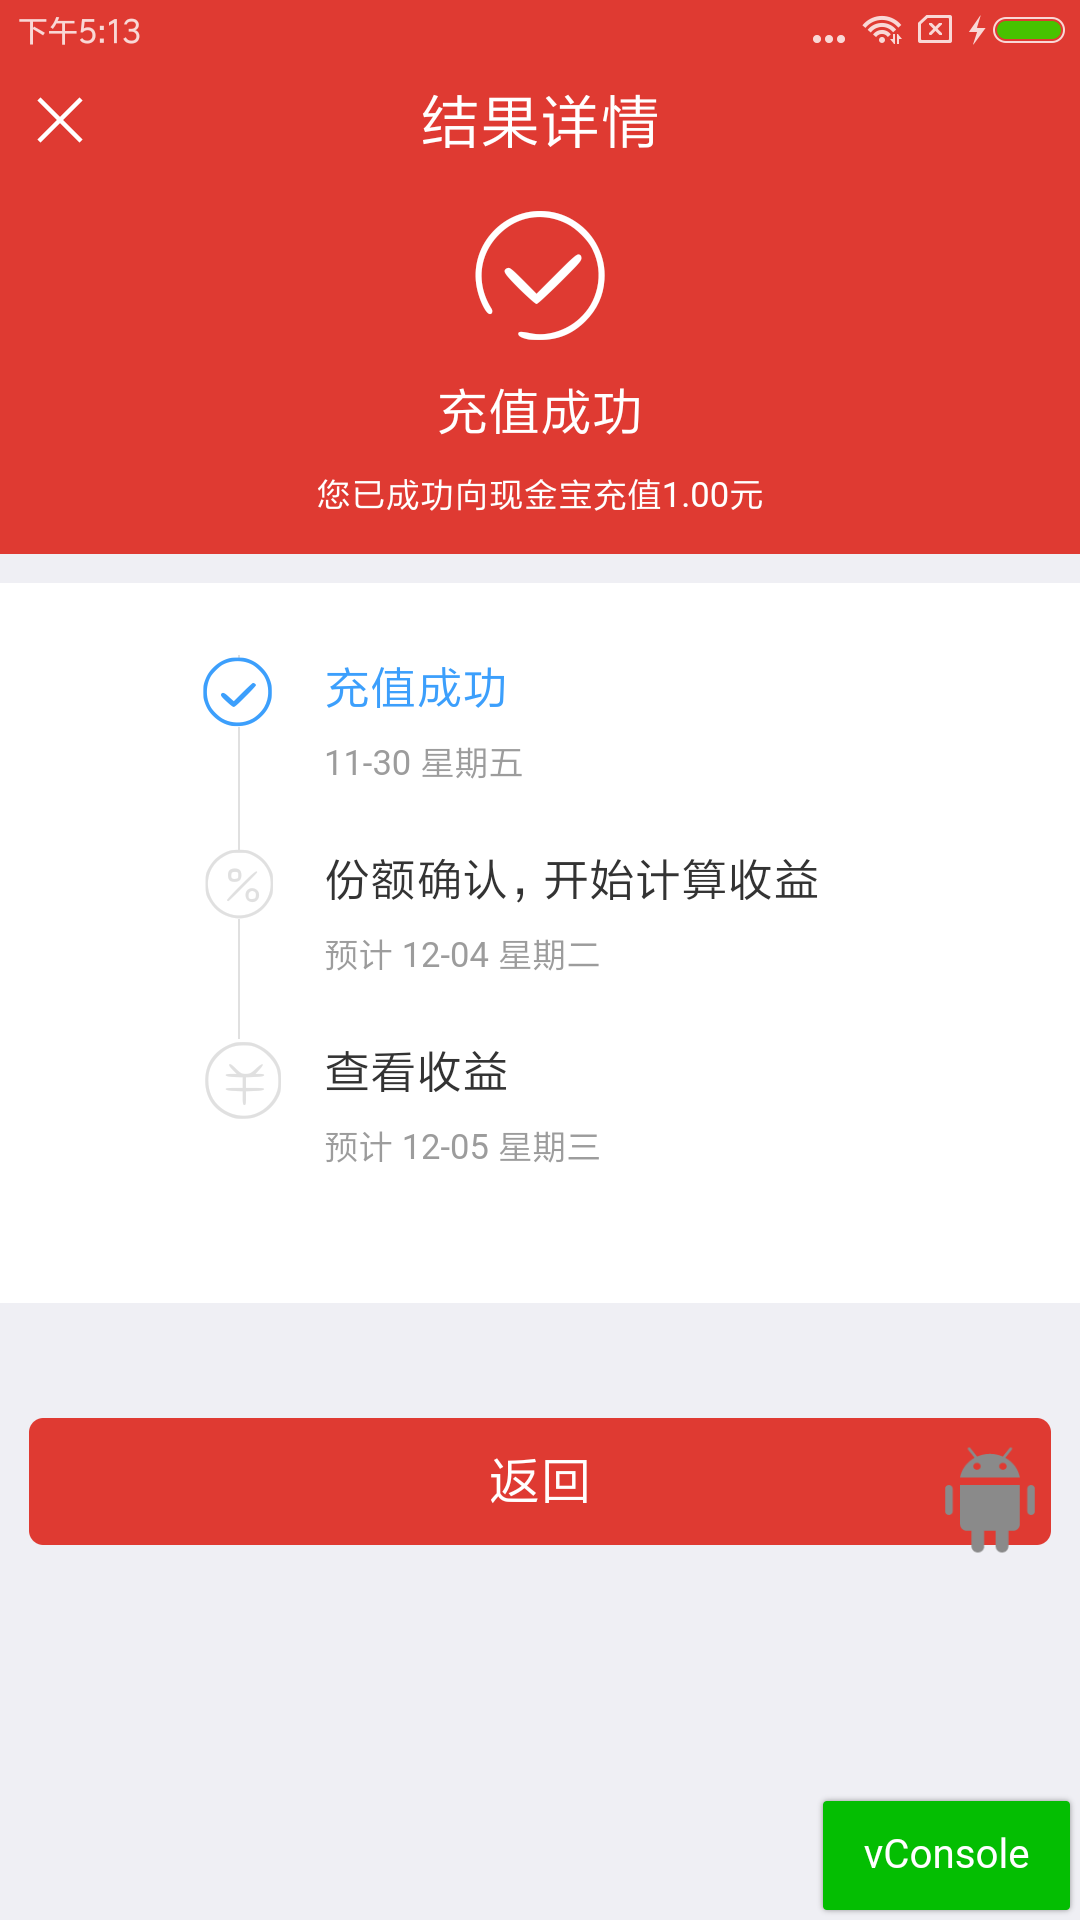 下午5:13
结果详情
充值成功
您已成功向现金宝充值1.00元
充值成功
11-30 星期五
份额确认，开始计算收益
预计 12-04 星期二
查看收益
预计 12-05 星期三
返回
vConsole